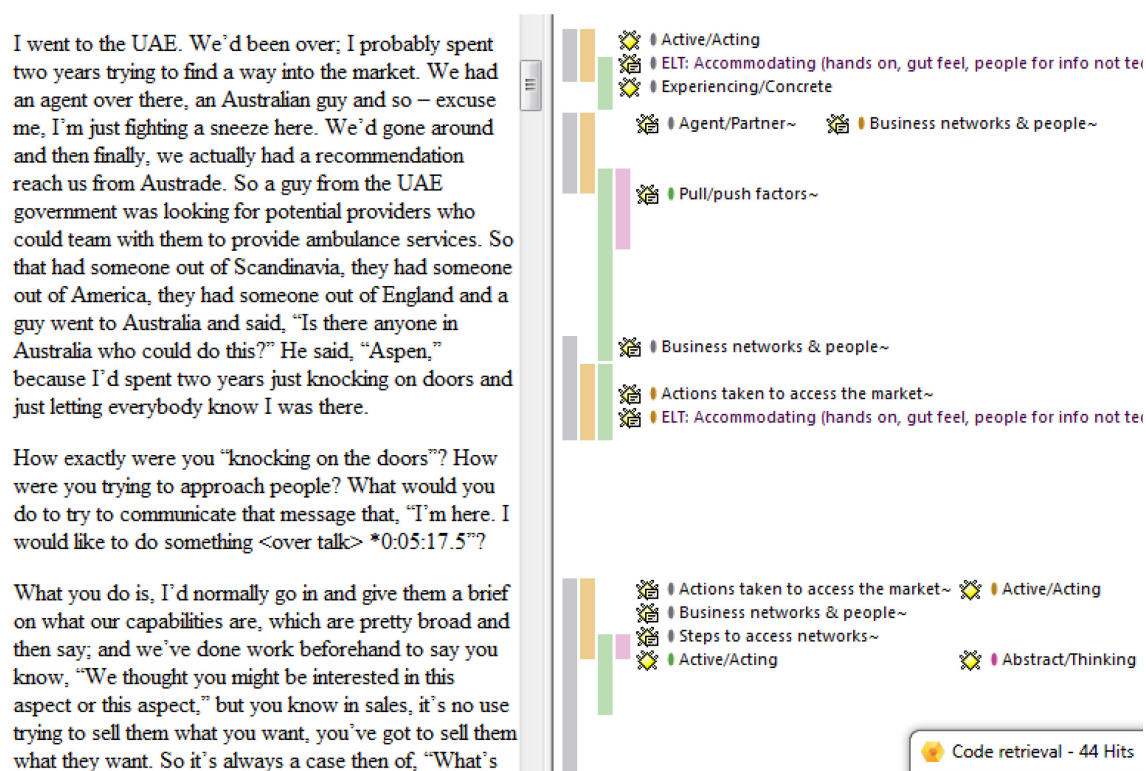 I went to the UAE. We’d been over; I probably spent
two years trying to find a way into the market. We had
an agent over there, an Australian guy and so – excuse
me, I’m just fighting a sneeze here. We’d gone around
and then finally, we actually had a recommendation
reach us from Austrade. So a guy from the UAE
government was looking for potential providers who
could team with them to provide ambulance services. So
that had someone out of Scandinavia, they had someone
out of America, they had someone out of England and a
guy went to Australia and said, “Is there anyone in
Australia who could do this?” He said, “Aspen,”
because I’d spent two years just knocking on doors and
just letting everybody know I was there.
How exactly were you “knocking on the doors”? How
were you trying to approach people? What would you
do to try to communicate that message that, “I’m here. I
would like to do something <over talk> *0:05:17.5”?
What you do is, I’d normally go in and give them a brief
on what our capabilities are, which are pretty broad and
then say; and we’ve done work beforehand to say you
know, “We thought you might be interested in this
aspect or this aspect,” but you know in sales, it’s no use
trying to sell them what you want, you’ve got to sell them
what they want. So it’s always a case then of, “What’s
Active/Acting
ELT: Accommodating (hands on, gut feel, people for info not tec
Experiencing/Concrete
Agent/Partner~ Business networks & people~
Pull/push factors~
Business networks & people~
Actions taken to access the market~
ELT: Accommodating (hands on, gut feel, people for info not tec
Actions taken to access the market~ Active/Acting
Business networks & people~
Steps to access networks~
Active/Acting Abstract/Thinking
Code retrieval - 44 Hits